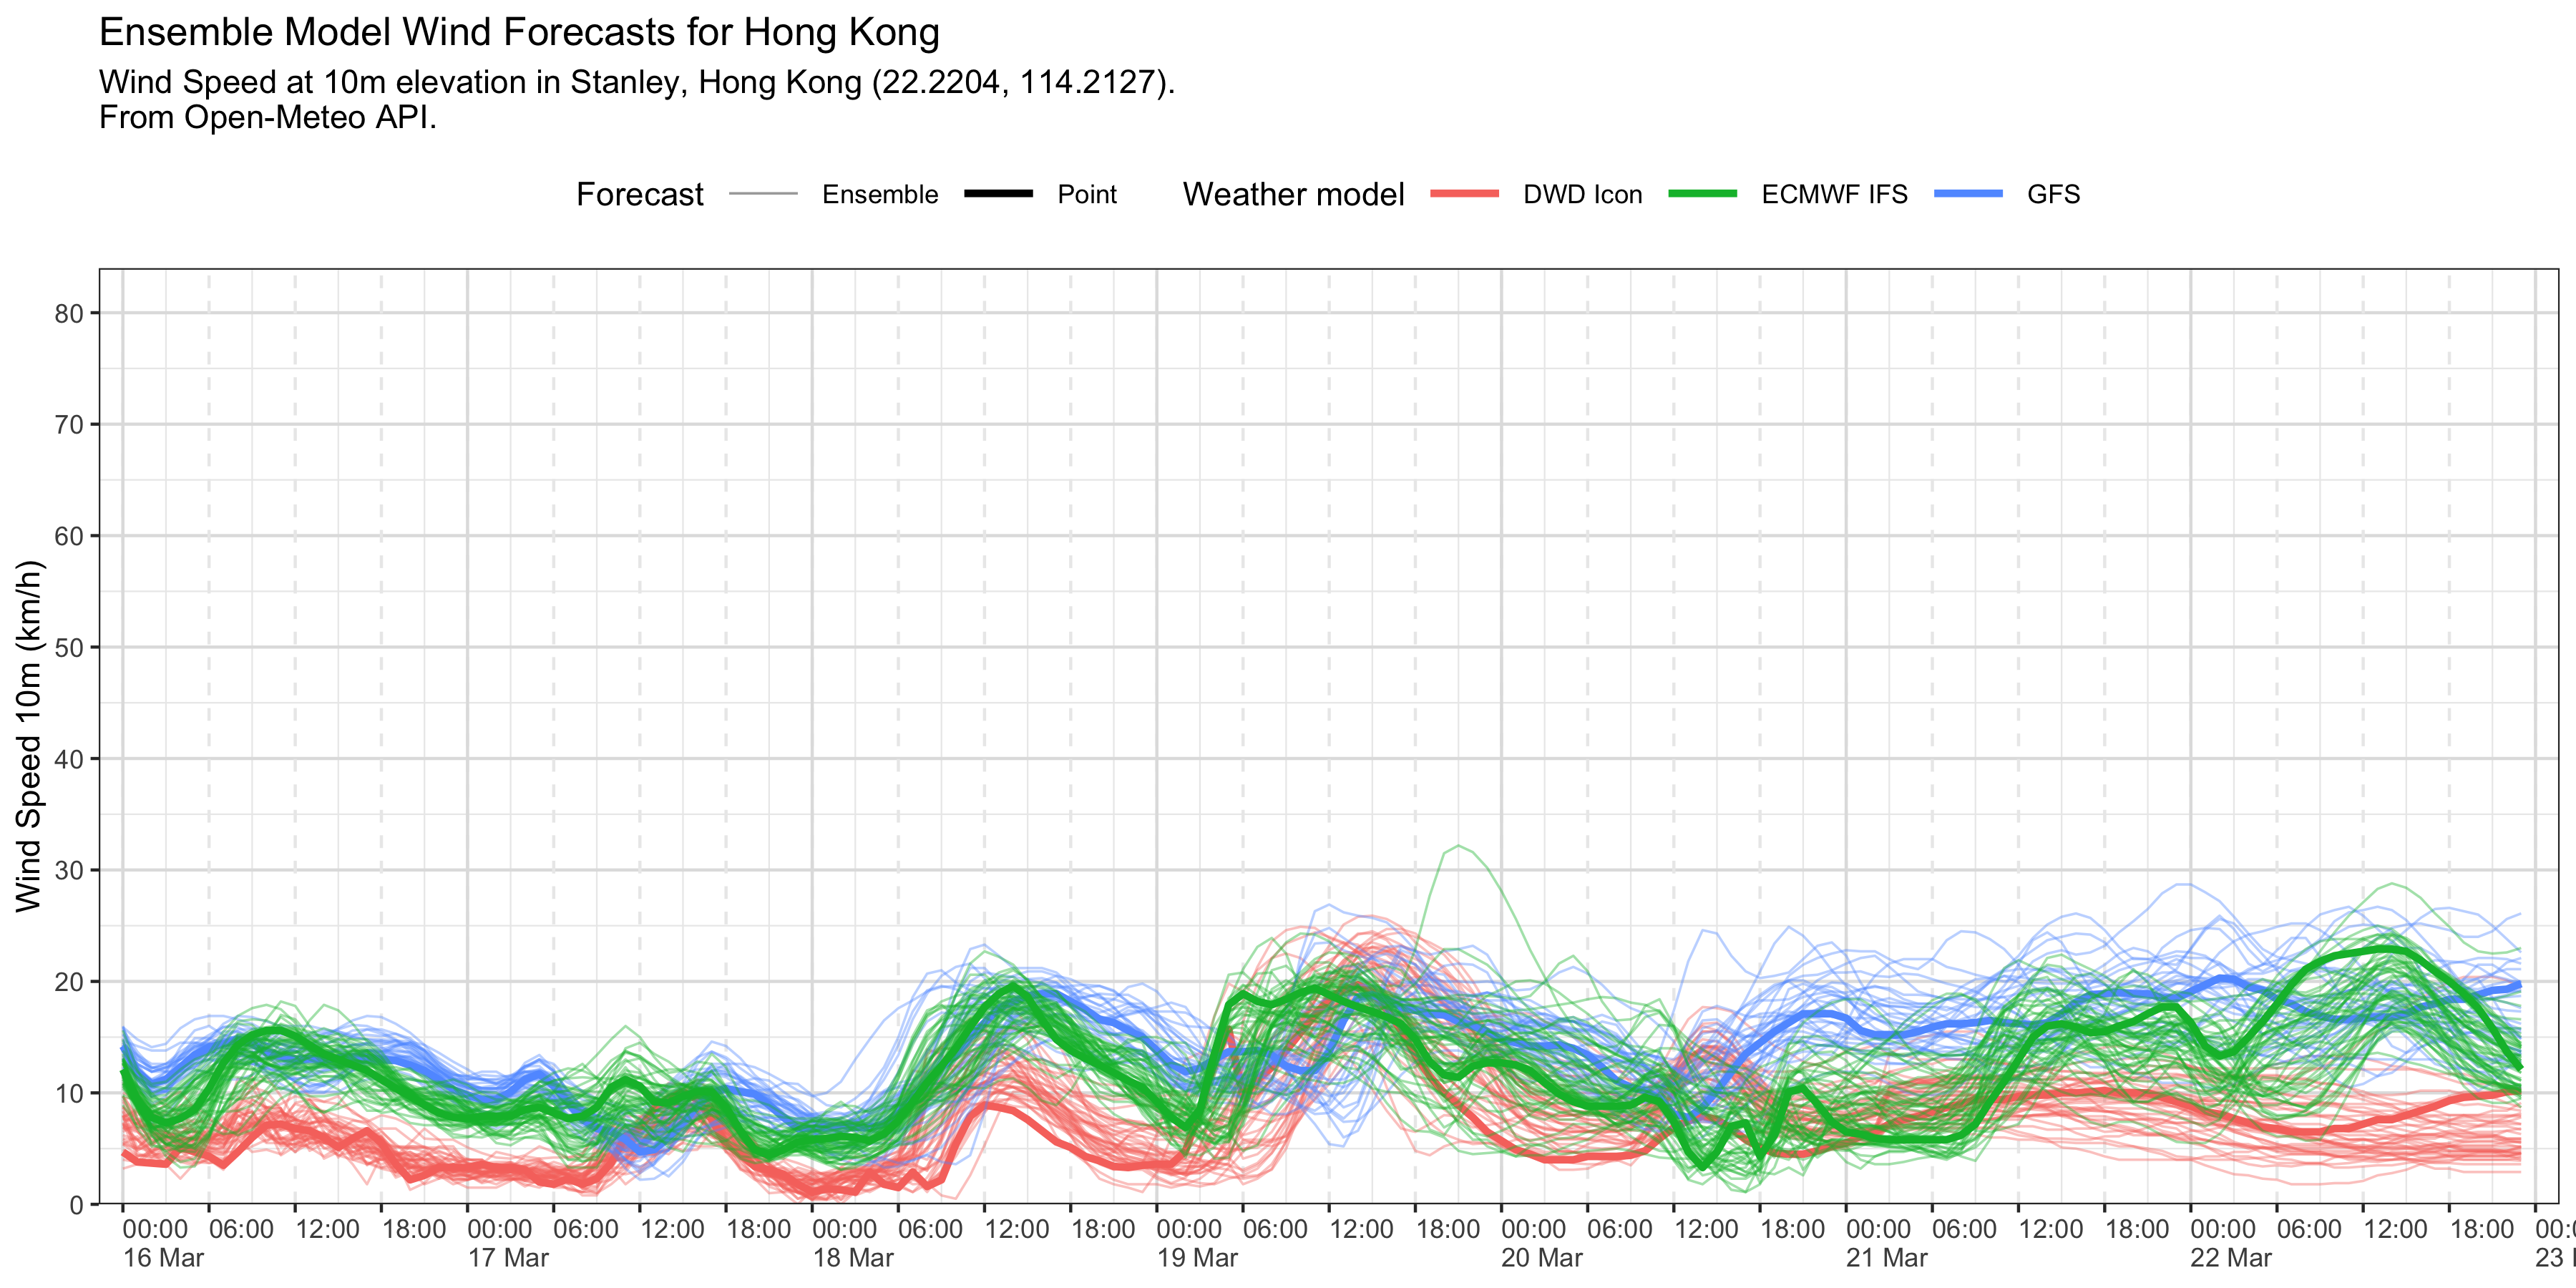 Ensemble Model Wind Forecasts for Hong Kong
Wind Speed at 10m elevation in Stanley, Hong Kong (22.2204, 114.2127).
From Open-Meteo API.
Forecast Ensemble Point Weather model DWD Icon ECMWF IFS GFS
Wind Speed 10m (km/h)
80
70
60
50
40
30
20
10
0
00:00 06:00 12:00 18:00 00:00 06:00 12:00 18:00 00:00 06:00 12:00 18:00 00:00 06:00 12:00 18:00 00:00 06:00 12:00 18:00 00:00 06:00 12:00 18:00 00:00 06:00 12:00 18:00
16 Mar 17 Mar 18 Mar 19 Mar 20 Mar 21 Mar 22 Mar 23